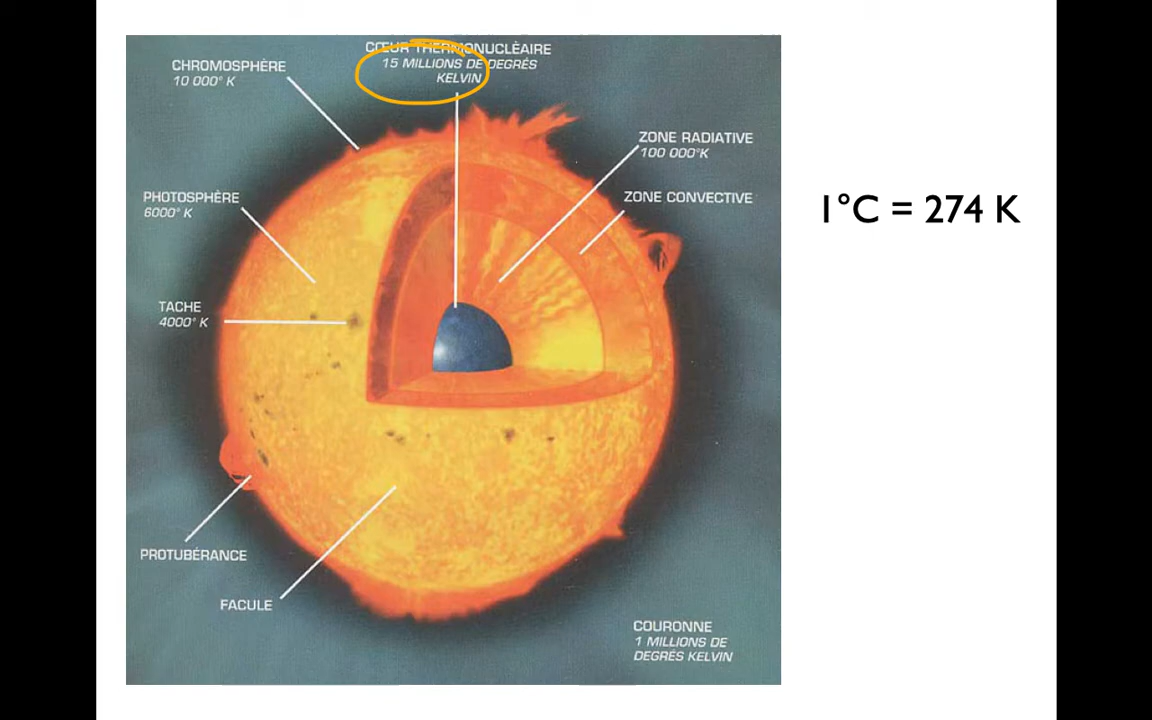 CŒUR THERMONUCLÈAIRE
15 MILLIONS DE DEGRÉS
KELVIN
CHROMOSPHÈRE
10 000° K
ZONE RADIATIVE
100 000°K
PHOTOSPHÈRE
6000° K
ZONE CONVECTIVE
1°C = 274 K
TACHE
4000° K
PROTUBÉRANCE
FACULE
COURONNE
1 MILLIONS DE
DEGRÉS KELVIN